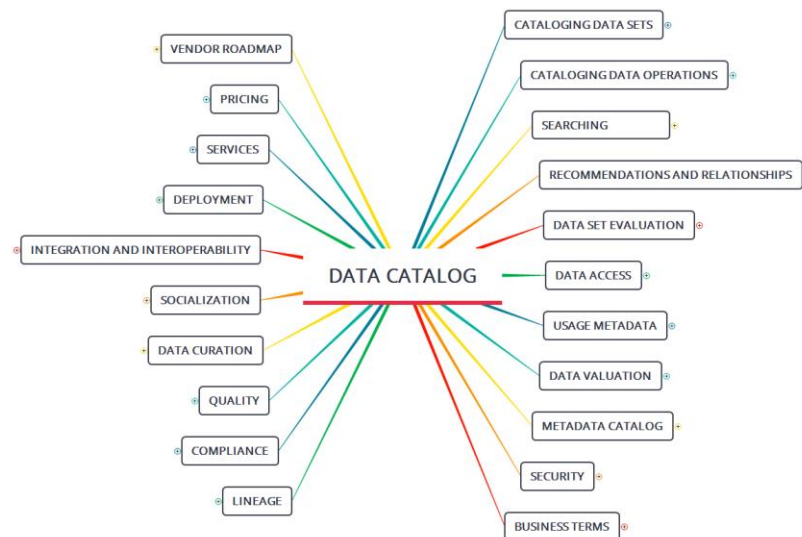 DATA CATALOG
VENDOR ROADMAP
PRICING
SERVICES
DEPLOYMENT
INTEGRATION AND INTEROPERABILITY
SOCIALIZATION
DATA CURATION
QUALITY
COMPLIANCE
LINEAGE
CATALOGING DATA SETS
CATALOGING DATA OPERATIONS
SEARCHING
RECOMMENDATIONS AND RELATIONSHIPS
DATA SET EVALUATION
DATA ACCESS
USAGE METADATA
DATA VALUATION
METADATA CATALOG
SECURITY
BUSINESS TERMS